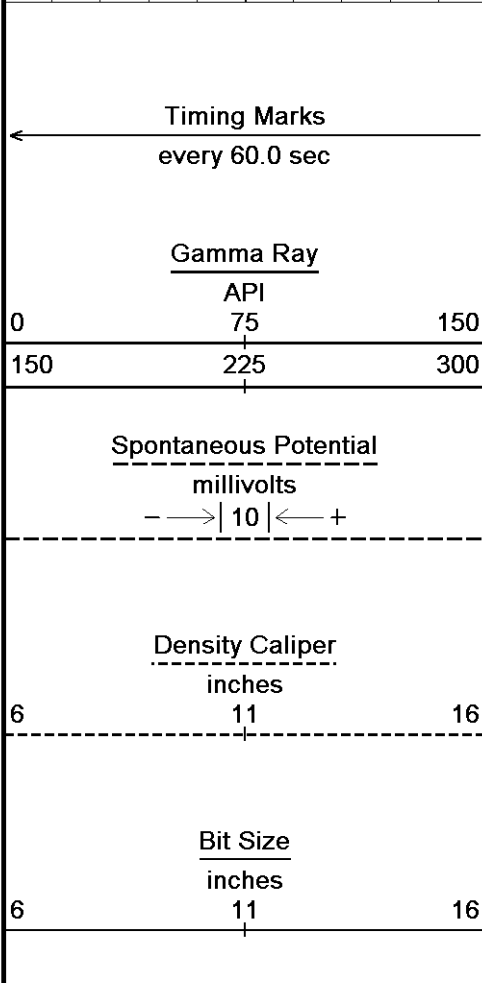 Timing Marks
every 60.0 sec
Gamma Ray
API
0 75 150
150 225 300
Spontaneous Potential
millivolts
− 10 +
Density Caliper
inches
6 11 16
Bit Size
inches
6 11 16